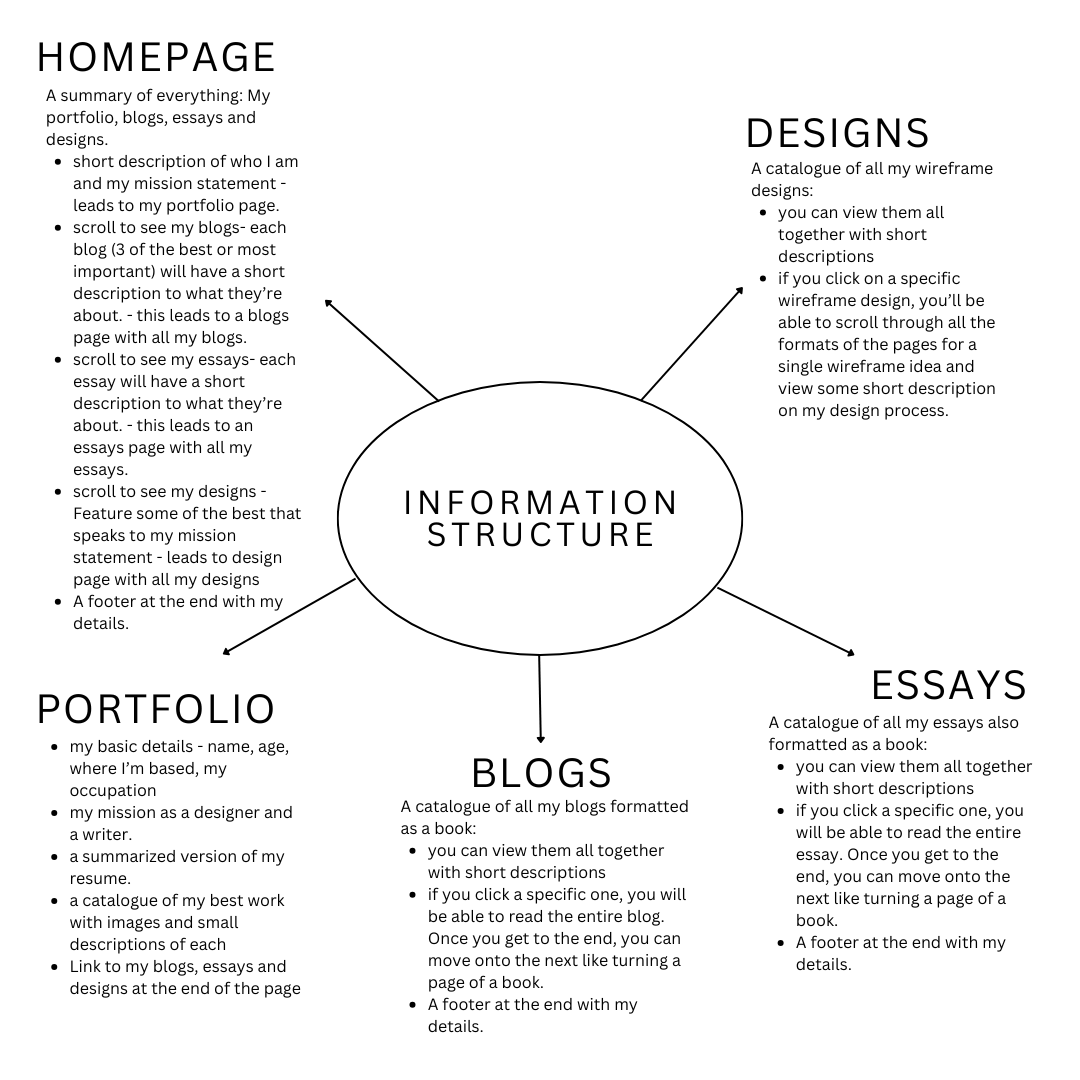 HOMEPAGE
A summary of everything: My
portfolio, blogs, essays and
designs.
• short description of who I am
and my mission statement -
leads to my portfolio page.
• scroll to see my blogs- each
blog (3 of the best or most
important) will have a short
description to what they’re
about. - this leads to a blogs
page with all my blogs.
• scroll to see my essays- each
essay will have a short
description to what they’re
about. - this leads to an
essays page with all my
essays.
• scroll to see my designs -
Feature some of the best that
speaks to my mission
statement - leads to design
page with all my designs
• A footer at the end with my
details.
DESIGNS
A catalogue of all my wireframe
designs:
• you can view them all
together with short
descriptions
• if you click on a specific
wireframe design, you’ll be
able to scroll through all the
formats of the pages for a
single wireframe idea and
view some short description
on my design process.
INFORMATION
STRUCTURE
PORTFOLIO
• my basic details - name, age,
where I’m based, my
occupation
• my mission as a designer and
a writer.
• a summarized version of my
resume.
• a catalogue of my best work
with images and small
descriptions of each
• Link to my blogs, essays and
designs at the end of the page
BLOGS
A catalogue of all my blogs formatted
as a book:
• you can view them all together
with short descriptions
• if you click a specific one, you will
be able to read the entire blog.
Once you get to the end, you can
move onto the next like turning a
page of a book.
• A footer at the end with my
details.
ESSAYS
A catalogue of all my essays also
formatted as a book:
• you can view them all together
with short descriptions
• if you click a specific one, you
will be able to read the entire
essay. Once you get to the
end, you can move onto the
next like turning a page of a
book.
• A footer at the end with my
details.